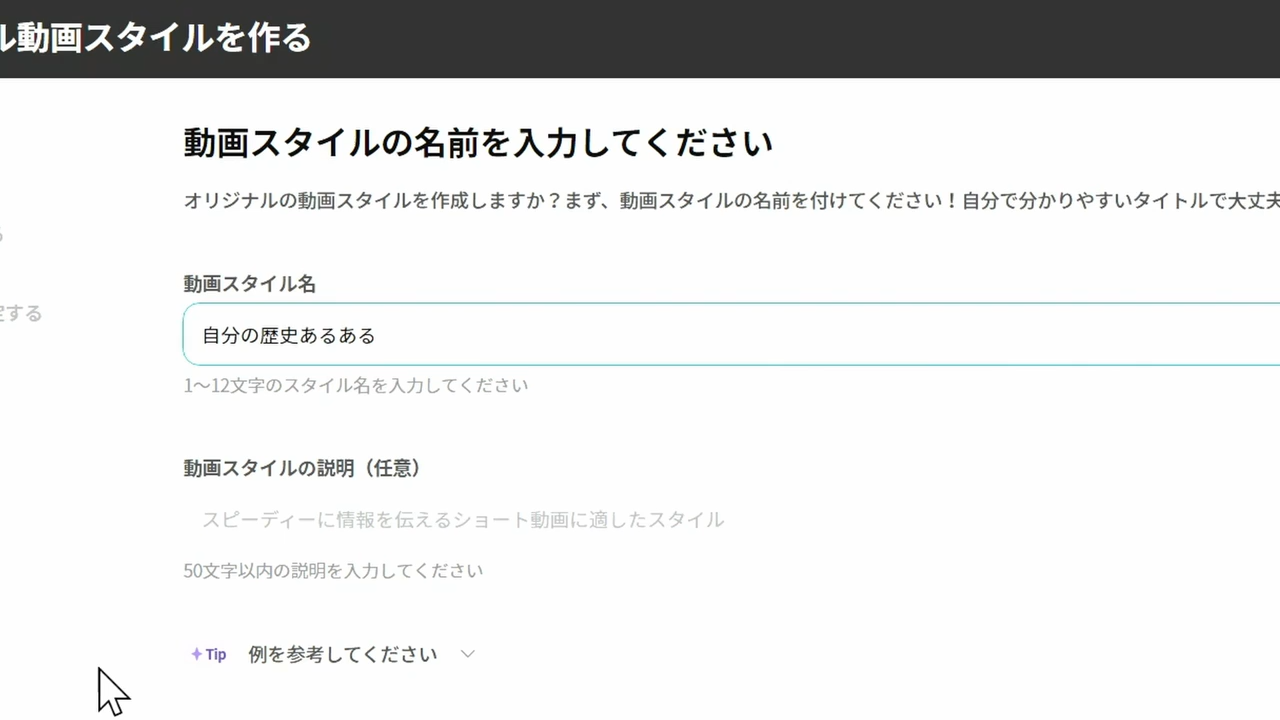 ル動画スタイルを作る
動画スタイルの名前を入力してください
オリジナルの動画スタイルを作成しますか？まず、動画スタイルの名前を付けてください！自分で分かりやすいタイトルで大丈夫
る
動画スタイル名
定する
自分の歴史あるある
1〜12文字のスタイル名を入力してください
動画スタイルの説明（任意）
スピーディーに情報を伝えるショート動画に適したスタイル
50文字以内の説明を入力してください
Tip 例を参考してください